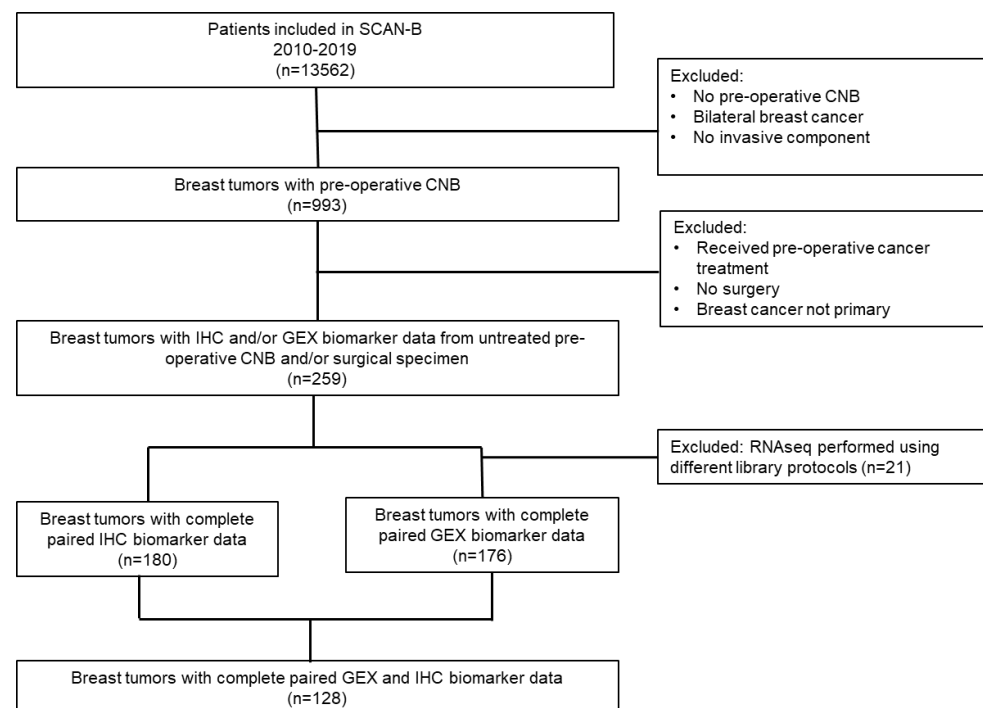 Patients included in SCAN-B
2010-2019
(n=13562)
Excluded:
• No pre-operative CNB
• Bilateral breast cancer
• No invasive component
Breast tumors with pre-operative CNB
(n=993)
Excluded:
• Received pre-operative cancer
treatment
• No surgery
• Breast cancer not primary
Breast tumors with IHC and/or GEX biomarker data from untreated pre-
operative CNB and/or surgical specimen
(n=259)
Excluded: RNAseq performed using
different library protocols (n=21)
Breast tumors with complete
paired IHC biomarker data
(n=180)
Breast tumors with complete
paired GEX biomarker data
(n=176)
Breast tumors with complete paired GEX and IHC biomarker data
(n=128)